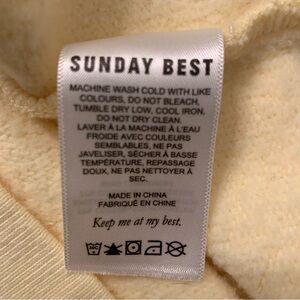 SUNDAY BEST
MACHINE WASH COLD WITH LIKE
COLOURS, DO NOT BLEACH,
TUMBLE DRY LOW, COOL IRON,
DO NOT DRY CLEAN.
LAVER À LA MACHINE À L'EAU
FROIDE AVEC COULEURS
SEMBLABLES, NE PAS
JAVELISER, SÉCHER À BASSE
TEMPÉRATURE, REPASSAGE
DOUX, NE PAS NETTOYER À
SEC.
MADE IN CHINA
FABRIQUÉ EN CHINE
Keep me at my best.